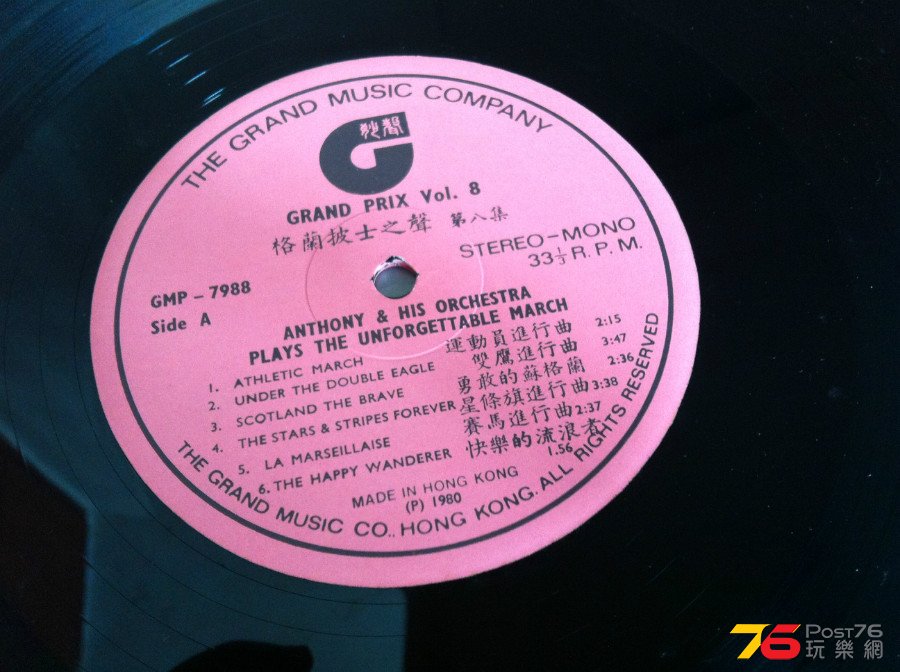 THE GRAND MUSIC COMPANY
妙聲
GRAND PRIX Vol. 8
格蘭披士之聲 第八集
STEREO-MONO
33⅓ R.P.M.
GMP - 7988
Side A
ANTHONY & HIS ORCHESTRA
PLAYS THE UNFORGETTABLE MARCH
1. ATHLETIC MARCH 運動員進行曲 2:15
2. UNDER THE DOUBLE EAGLE 雙鷹進行曲 3:47
3. SCOTLAND THE BRAVE 勇敢的蘇格蘭 2:36
4. THE STARS & STRIPES FOREVER 星條旗進行曲 3:38
5. LA MARSEILLAISE 賽馬進行曲 2:37
6. THE HAPPY WANDERER 快樂的流浪者 1.56
MADE IN HONG KONG
(P) 1980
THE GRAND MUSIC CO., HONG KONG. ALL RIGHTS RESERVED
76 Post76
玩樂網